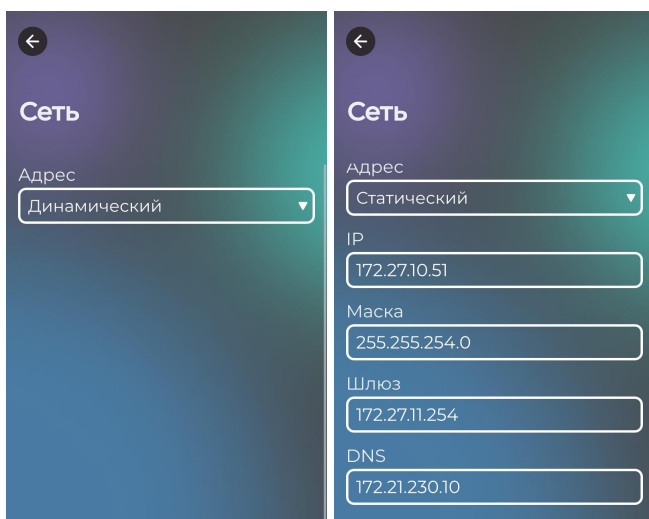 Сеть
Адрес
Динамический
Сеть
Адрес
Статический
IP
172.27.10.51
Маска
255.255.254.0
Шлюз
172.27.11.254
DNS
172.21.230.10